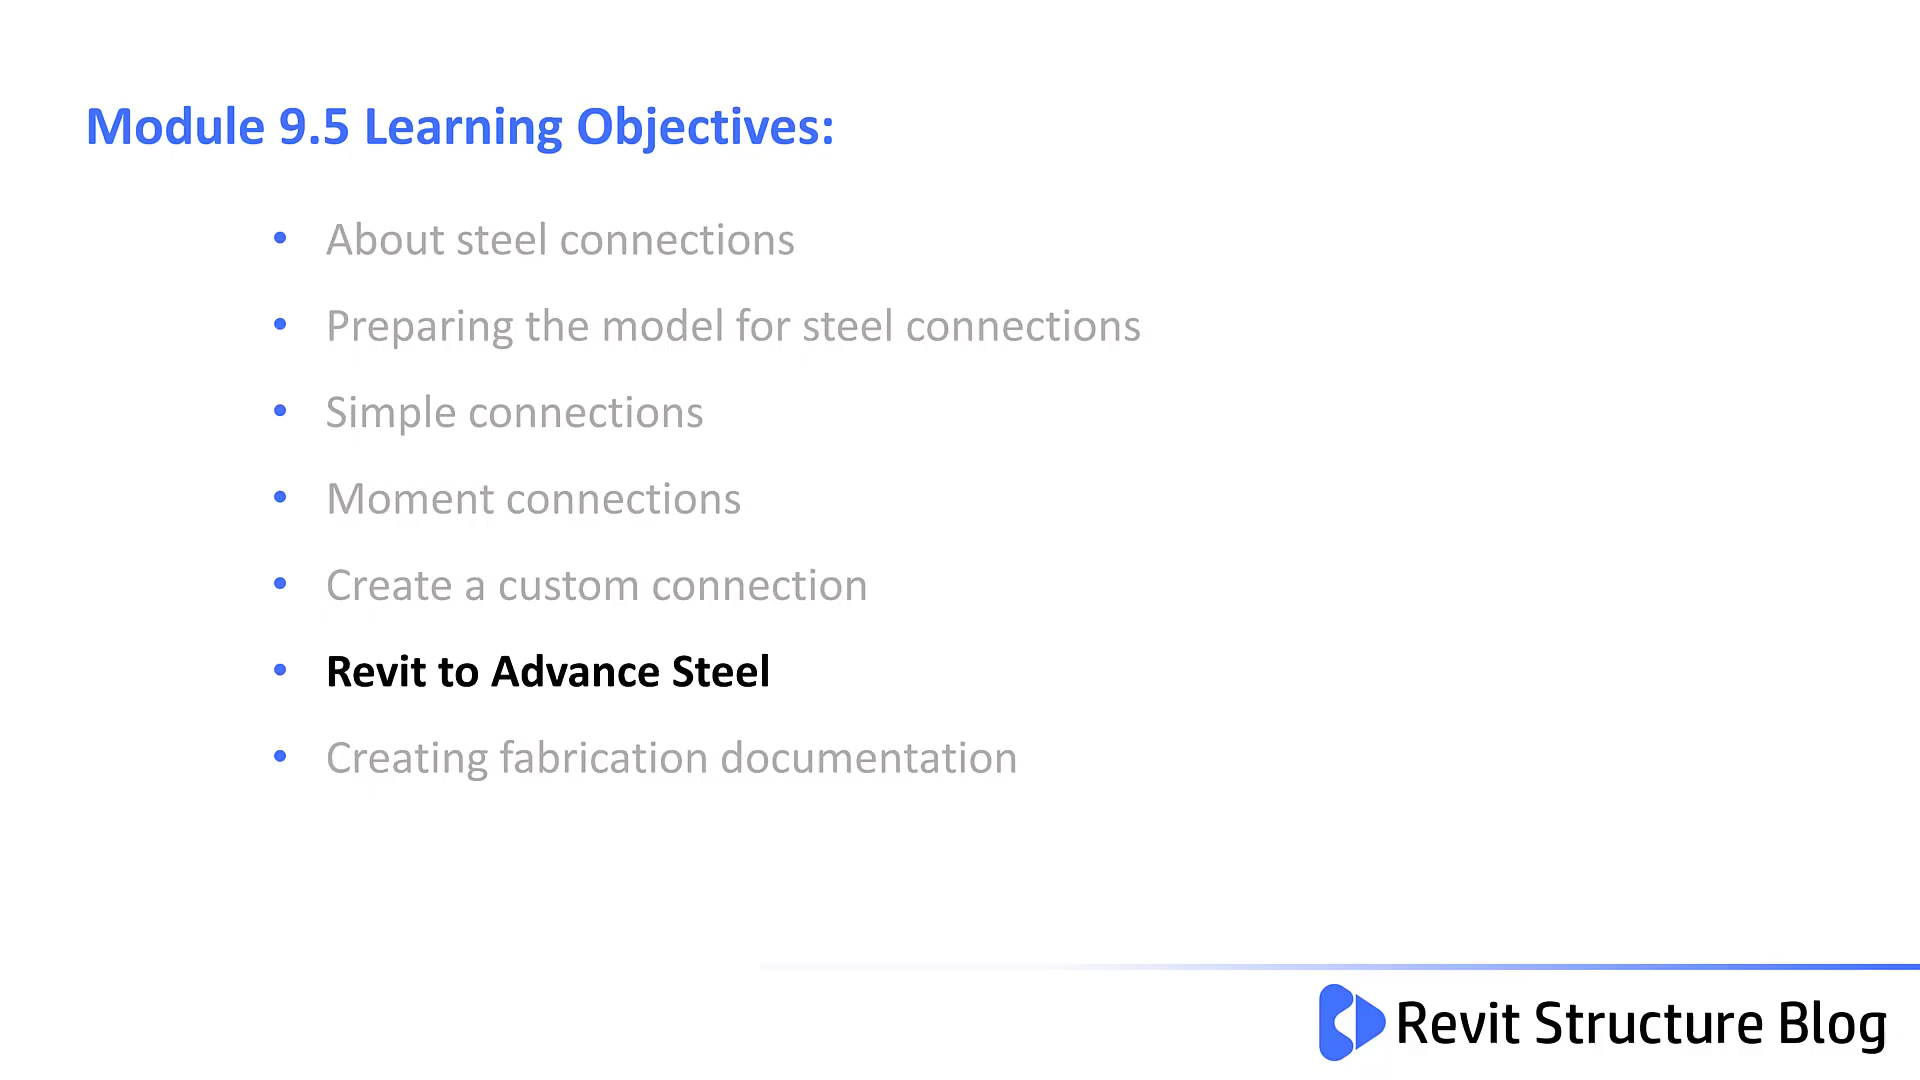 Module 9.5 Learning Objectives:
• About steel connections
• Preparing the model for steel connections
• Simple connections
• Moment connections
• Create a custom connection
• Revit to Advance Steel
• Creating fabrication documentation
Revit Structure Blog